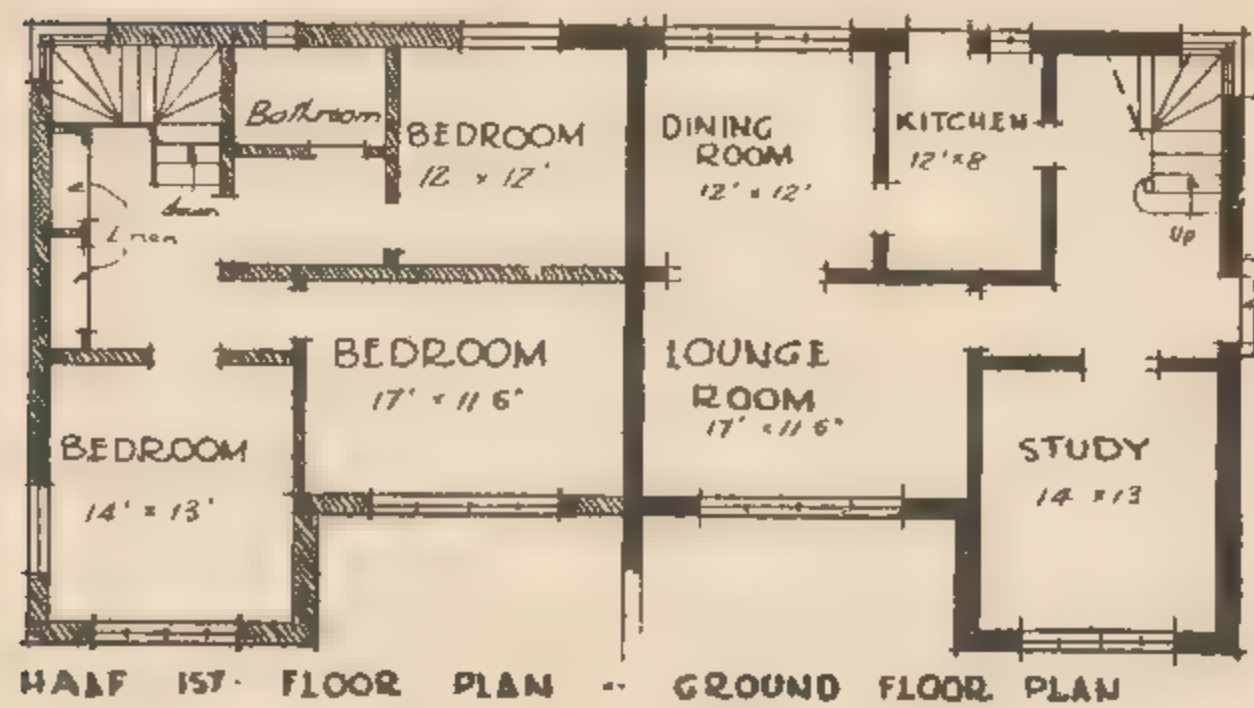 Bathroom
BEDROOM
12 × 12'
down
Linen
BEDROOM
17' × 11 6"
BEDROOM
14' × 13'
DINING
ROOM
12' × 12'
KITCHEN
12' × 8
Up
LOUNGE
ROOM
17' × 11' 6"
STUDY
14 × 13
HALF 1ST· FLOOR PLAN -- GROUND FLOOR PLAN